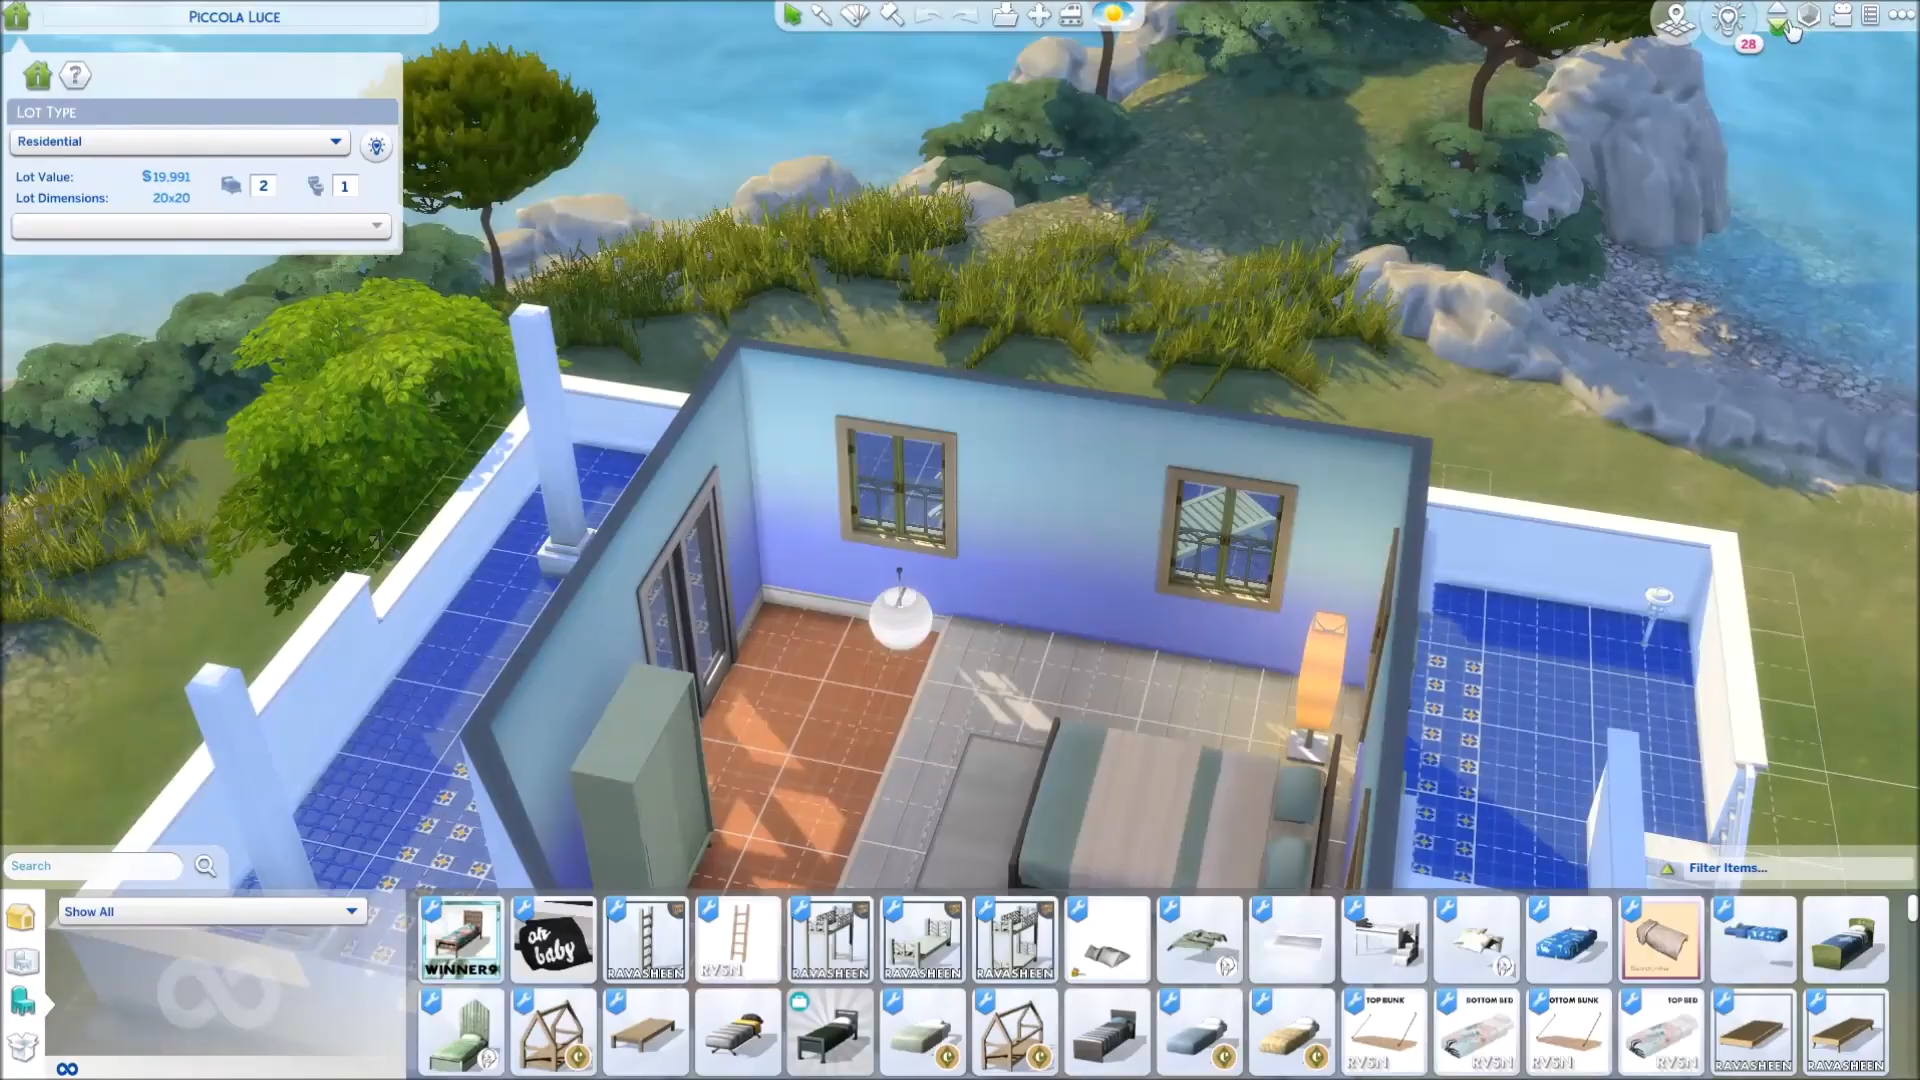 PICCOLA LUCE
28
LOT TYPE
Residential
Lot Value: $19,991
2
1
Lot Dimensions: 20x20
Search
Filter Items...
Show All
WINNER9
oh baby
RAVASHEEN
RVSN
RAVASHEEN
RAVASHEEN
RAVASHEEN
TOP BUNK
RVSN
BOTTOM BED
RVSN
BOTTOM BUNK
RVSN
TOP BED
RVSN
RAVASHEEN
RAVASHEEN